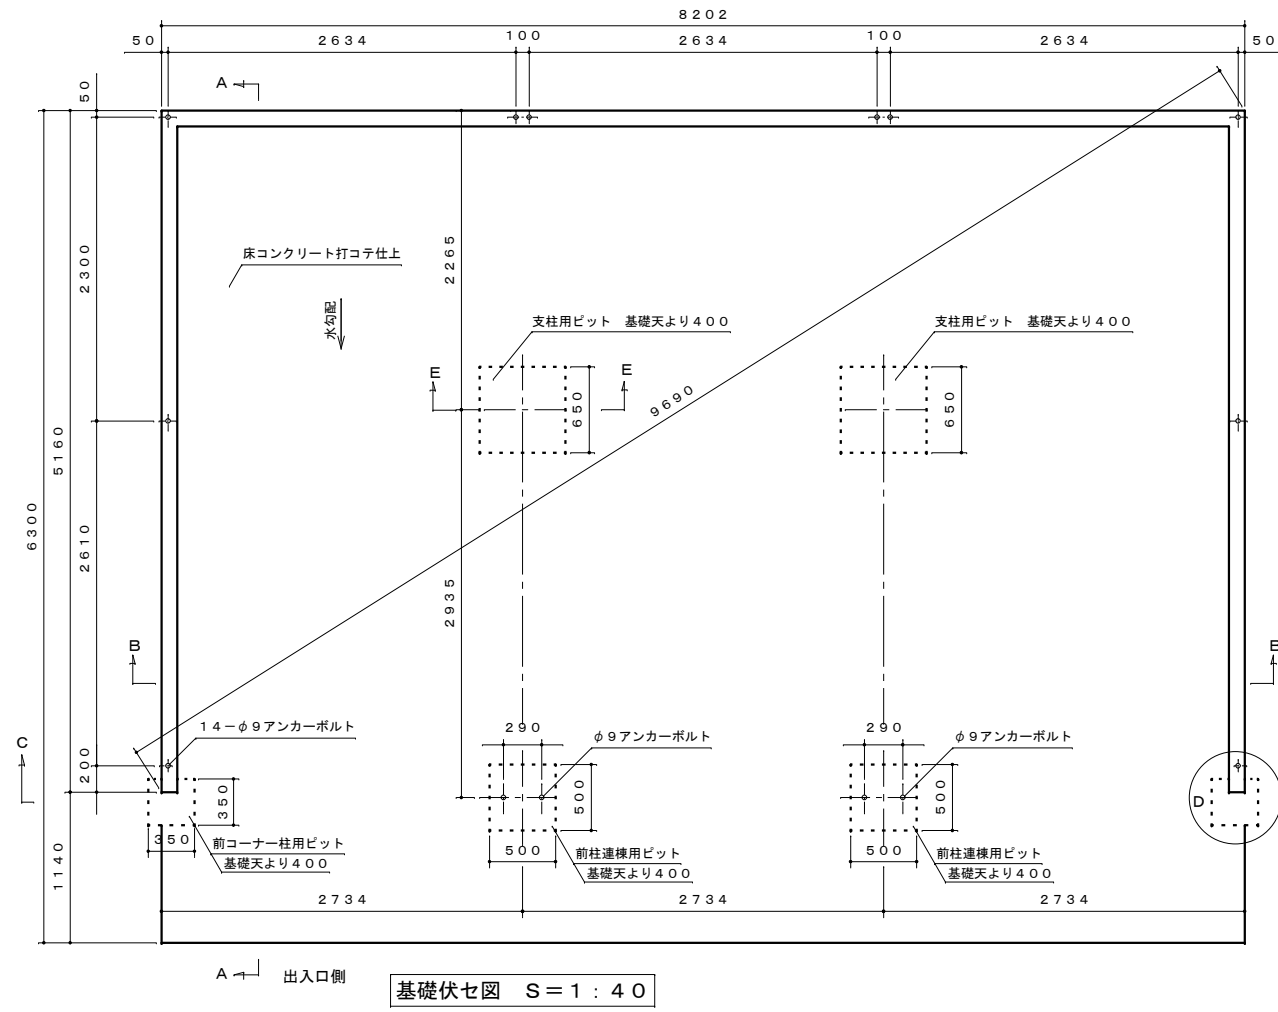 ８２０２
５０
２６３４
１００
２６３４
１００
２６３４
５０
Ａ
５０
床コンクリート打コテ仕上
２３００
２２６５
水勾配
支柱用ピット　基礎天より４００
支柱用ピット　基礎天より４００
Ｅ
Ｅ
６５０
９６９０
６５０
５１６０
６３００
２６１０
２９３５
Ｂ
１４－φ９アンカーボルト
２９０
φ９アンカーボルト
２９０
φ９アンカーボルト
Ｃ
２００
３５０
５００
５００
Ｄ
３５０
前コーナー柱用ピット
基礎天より４００
５００
前柱連棟用ピット
基礎天より４００
５００
前柱連棟用ピット
基礎天より４００
１１４０
２７３４
２７３４
２７３４
Ａ
出入口側
基礎伏セ図　Ｓ＝１：４０